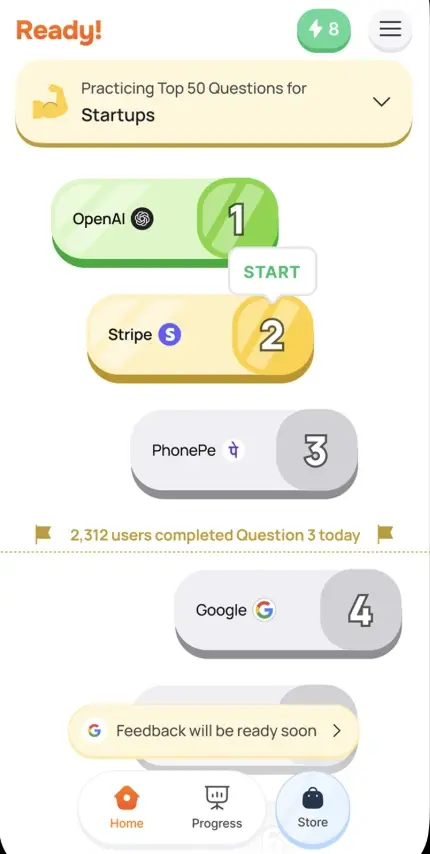 Ready!
8
Practicing Top 50 Questions for
Startups
OpenAI
1
START
Stripe S
2
PhonePe पे
3
2,312 users completed Question 3 today
Google G
4
G Feedback will be ready soon
Home
Progress
Store